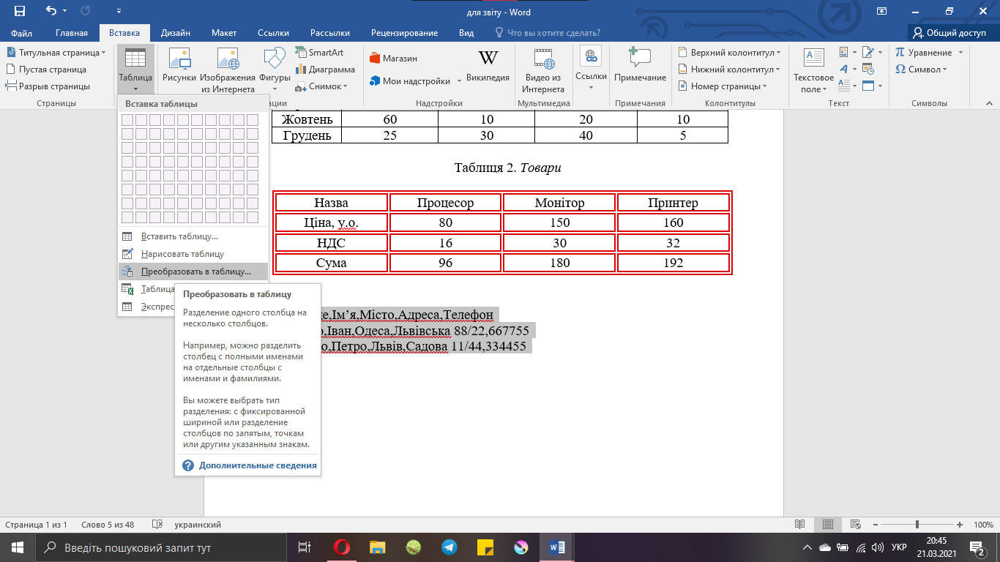 для звіту - Word
Файл Главная Вставка Дизайн Макет Ссылки Рассылки Рецензирование Вид Что вы хотите сделать? Общий доступ
Титульная страница
Пустая страница
Разрыв страницы
Страницы
Таблица
Рисунки
Изображения из Интернета
Фигуры
SmartArt
Диаграмма
Снимок
ации
Магазин
Мои надстройки
W
Википедия
Надстройки
Видео из Интернета
Мультимедиа
Ссылки
Примечание
Примечания
Верхний колонтитул
Нижний колонтитул
Номер страницы
Колонтитулы
Текстовое поле
Текст
Уравнение
Символ
Символы
Вставка таблицы
Вставить таблицу...
Нарисовать таблицу
Преобразовать в таблицу...
Таблица
Экспрес
Преобразовать в таблицу
Разделение одного столбца на
несколько столбцов.
Например, можно разделить
столбец с полными именами
на отдельные столбцы с
именами и фамилиями.
Вы можете выбрать тип
разделения: с фиксированной
шириной или разделение
столбцов по запятым, точкам
или другим указанным знакам.
Дополнительные сведения
Жовтень 60 10 20 10
Грудень 25 30 40 5
Таблиця 2. Товари
Назва Процесор Монітор Принтер
Ціна, у.о. 80 150 160
НДС 16 30 32
Сума 96 180 192
е,Ім’я,Місто,Адреса,Телефон
о,Іван,Одеса,Львівська 88/22,667755
о,Петро,Львів,Садова 11/44,334455
Страница 1 из 1 Слово 5 из 48 украинский 100%
Введіть пошуковий запит тут
УКР
20:45
21.03.2021
2